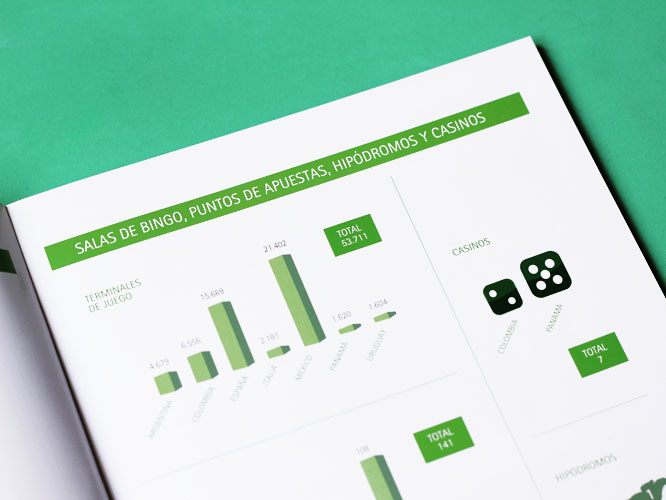 SALAS DE BINGO, PUNTOS DE APUESTAS, HIPÓDROMOS Y CASINOS
TERMINALES
DE JUEGO
TOTAL
53.711
4.679
6.556
15.669
2.181
21.402
1.620
1.604
ARGENTINA
COLOMBIA
ESPAÑA
ITALIA
MÉXICO
PANAMÁ
URUGUAY
CASINOS
COLOMBIA
PANAMÁ
TOTAL
7
TOTAL
141
108
HIPÓDROMOS